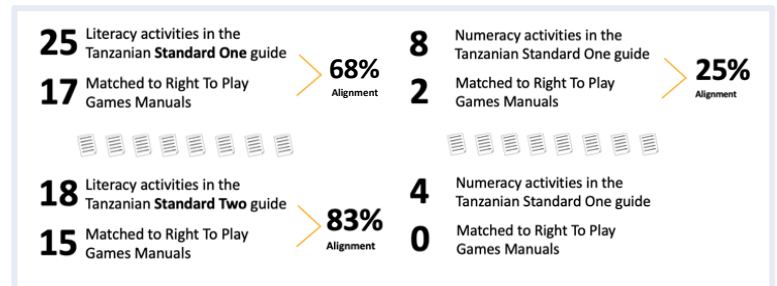 25 Literacy activities in the
Tanzanian Standard One guide
17 Matched to Right To Play
Games Manuals
68%
Alignment
8 Numeracy activities in the
Tanzanian Standard One guide
2 Matched to Right To Play
Games Manuals
25%
Alignment
18 Literacy activities in the
Tanzanian Standard Two guide
15 Matched to Right To Play
Games Manuals
83%
Alignment
4 Numeracy activities in the
Tanzanian Standard One guide
0 Matched to Right To Play
Games Manuals